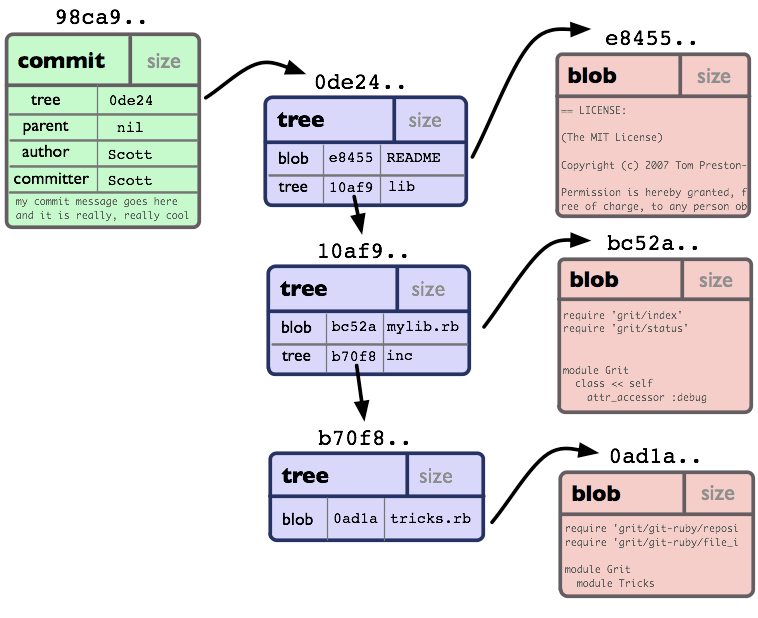 98ca9..
commit size
tree 0de24
parent nil
author Scott
committer Scott
my commit message goes here
and it is really, really cool
0de24..
tree size
blob e8455 README
tree 10af9 lib
10af9..
tree size
blob bc52a mylib.rb
tree b70f8 inc
b70f8..
tree size
blob 0ad1a tricks.rb
e8455..
blob size
== LICENSE:
(The MIT License)
Copyright (c) 2007 Tom Preston-
Permission is hereby granted, f
ree of charge, to any person ob
bc52a..
blob size
require 'grit/index'
require 'grit/status'
module Grit
class << self
attr_accessor :debug
0ad1a..
blob size
require 'grit/git-ruby/reposi
require 'grit/git-ruby/file_i
module Grit
module Tricks